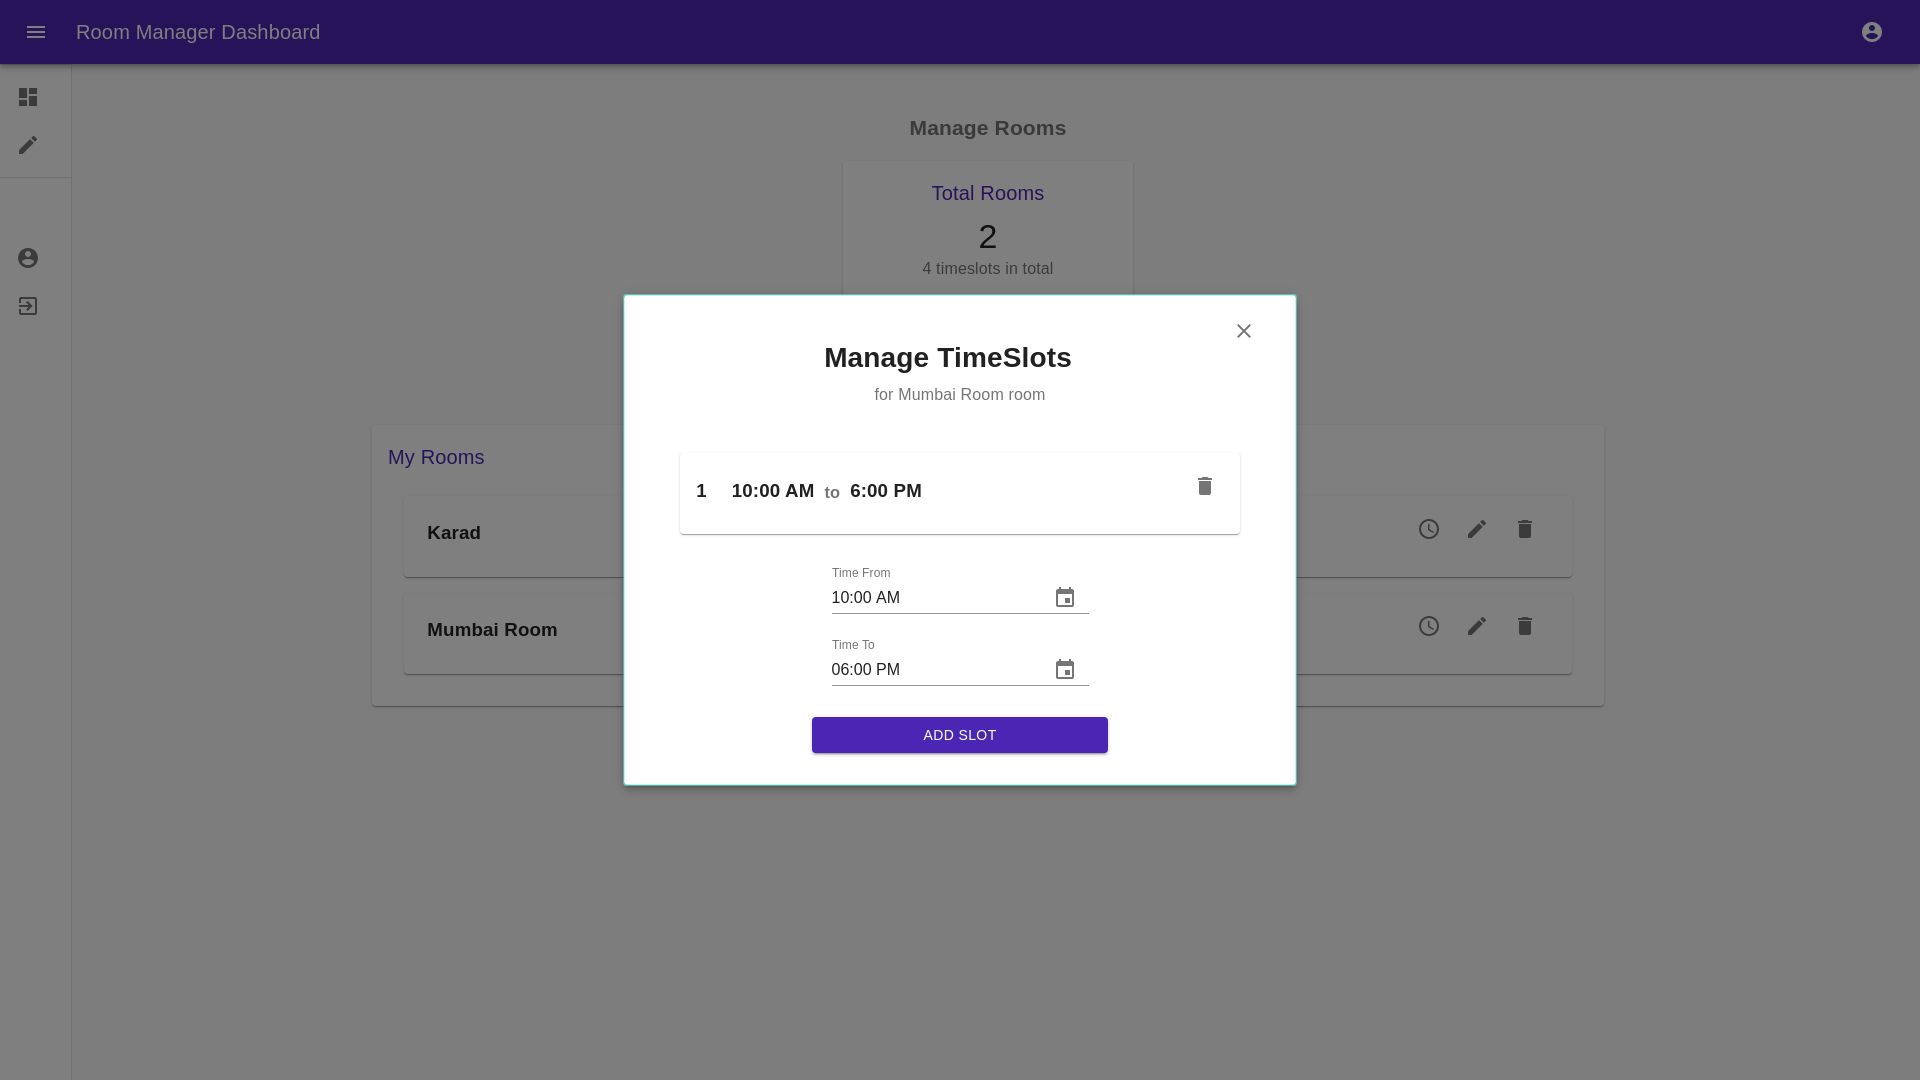 Room Manager Dashboard
Manage Rooms
Total Rooms
2
4 timeslots in total
My Rooms
Karad
Mumbai Room
Manage TimeSlots
for Mumbai Room room
1 10:00 AM to 6:00 PM
Time From
10:00 AM
Time To
06:00 PM
ADD SLOT